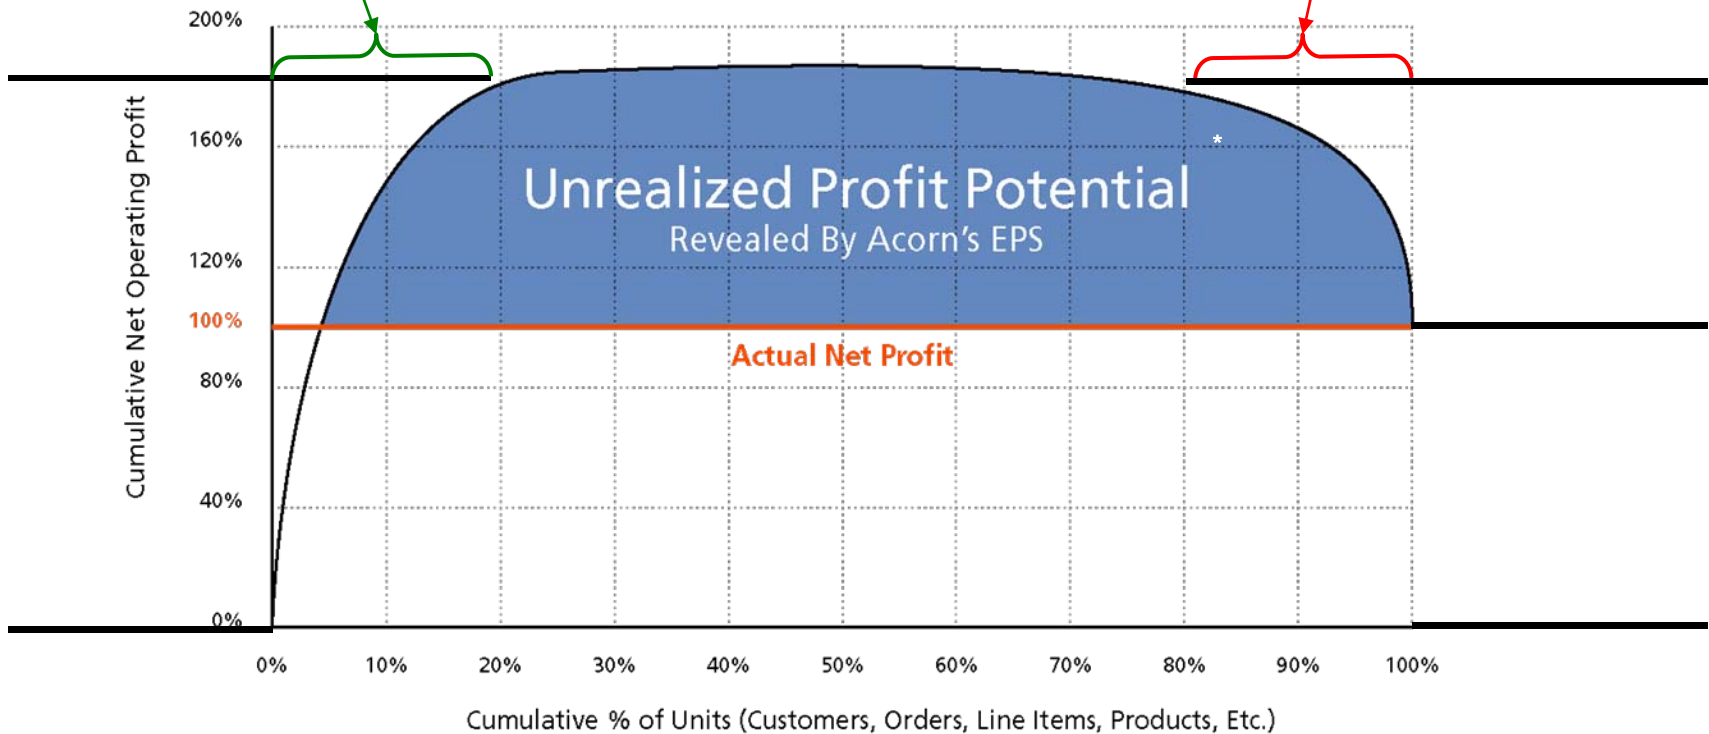 200%
160%
120%
100%
80%
40%
0%
Cumulative Net Operating Profit
*
Unrealized Profit Potential
Revealed By Acorn's EPS
Actual Net Profit
0% 10% 20% 30% 40% 50% 60% 70% 80% 90% 100%
Cumulative % of Units (Customers, Orders, Line Items, Products, Etc.)